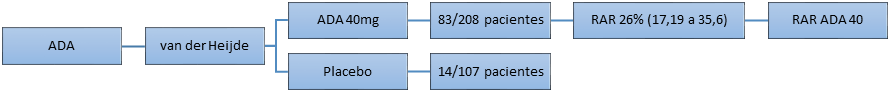 ADA
van der Heijde
ADA 40mg
83/208 pacientes
RAR 26% (17,19 a 35,6)
RAR ADA 40
Placebo
14/107 pacientes